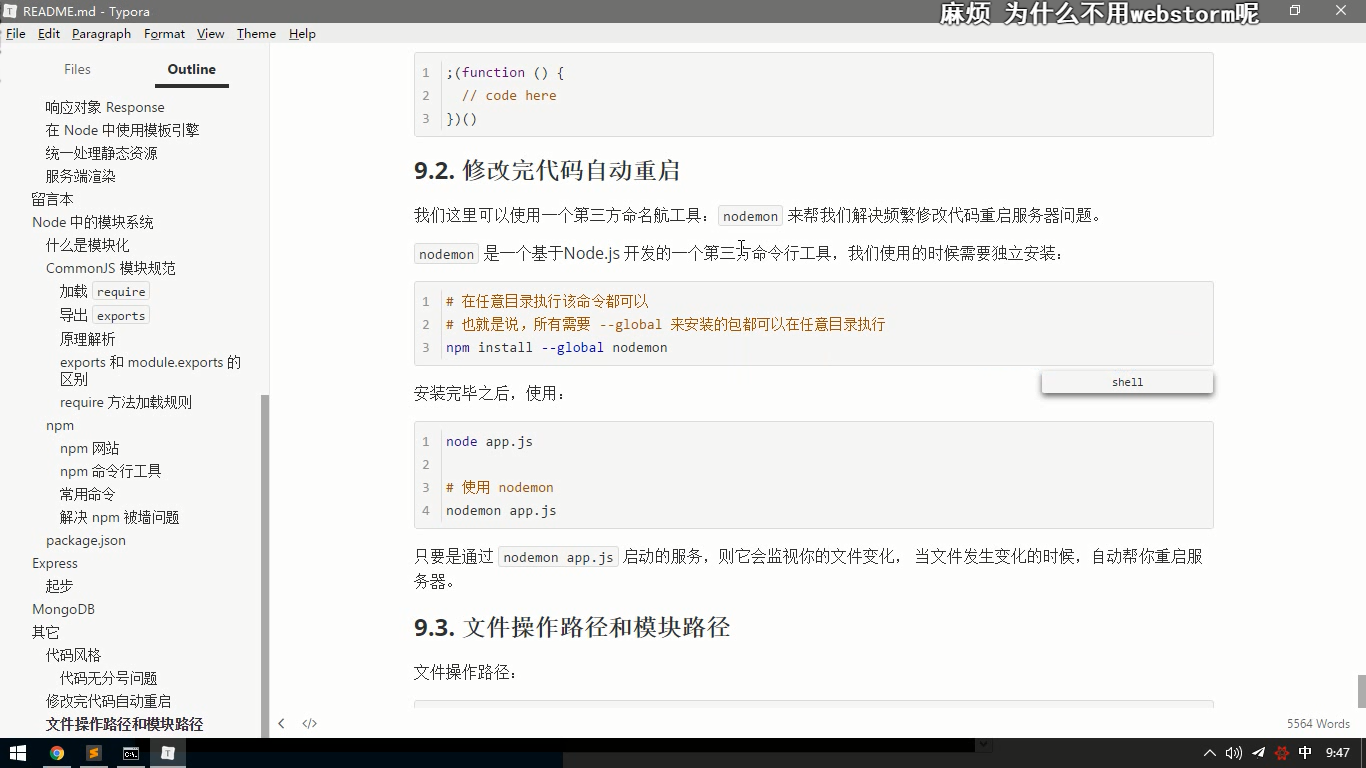 README.md - Typora
麻烦 为什么不用webstorm呢
File Edit Paragraph Format View Theme Help
Files Outline
响应对象 Response
在 Node 中使用模板引擎
统一处理静态资源
服务端渲染
留言本
Node 中的模块系统
什么是模块化
CommonJS 模块规范
加载 require
导出 exports
原理解析
exports 和 module.exports 的
区别
require 方法加载规则
npm
npm 网站
npm 命令行工具
常用命令
解决 npm 被墙问题
package.json
Express
起步
MongoDB
其它
代码风格
代码无分号问题
修改完代码自动重启
文件操作路径和模块路径
1 ;(function () {
2 // code here
3 })()
9.2. 修改完代码自动重启
我们这里可以使用一个第三方命名航工具：nodemon 来帮我们解决频繁修改代码重启服务器问题。
nodemon 是一个基于Node.js 开发的一个第三方命令行工具，我们使用的时候需要独立安装：
1 # 在任意目录执行该命令都可以
2 # 也就是说，所有需要 --global 来安装的包都可以在任意目录执行
3 npm install --global nodemon
shell
安装完毕之后，使用：
1 node app.js
2
3 # 使用 nodemon
4 nodemon app.js
只要是通过 nodemon app.js 启动的服务，则它会监视你的文件变化， 当文件发生变化的时候，自动帮你重启服
务器。
9.3. 文件操作路径和模块路径
文件操作路径：
5564 Words
中 9:47